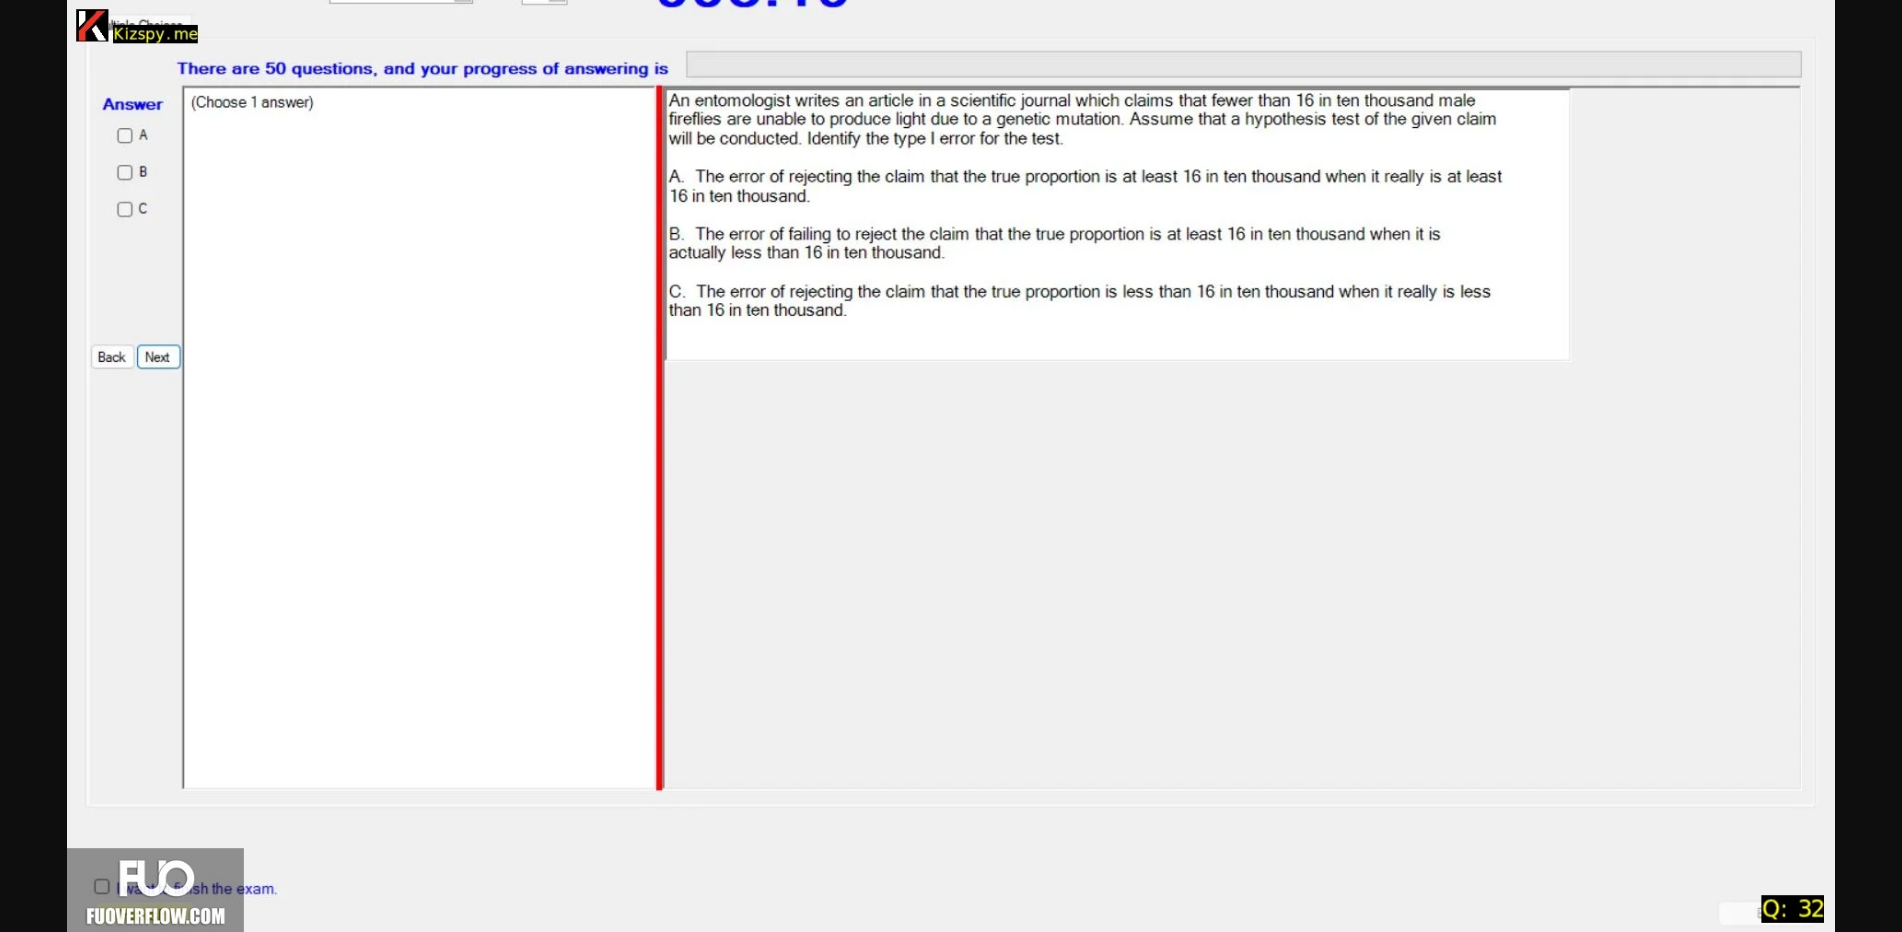 Kizspy.me
There are 50 questions, and your progress of answering is
Answer
(Choose 1 answer)
A
B
C
Back
Next
An entomologist writes an article in a scientific journal which claims that fewer than 16 in ten thousand male
fireflies are unable to produce light due to a genetic mutation. Assume that a hypothesis test of the given claim
will be conducted. Identify the type I error for the test.
A. The error of rejecting the claim that the true proportion is at least 16 in ten thousand when it really is at least
16 in ten thousand.
B. The error of failing to reject the claim that the true proportion is at least 16 in ten thousand when it is
actually less than 16 in ten thousand.
C. The error of rejecting the claim that the true proportion is less than 16 in ten thousand when it really is less
than 16 in ten thousand.
FUO
the exam.
FUOVERFLOW.COM
Q: 32